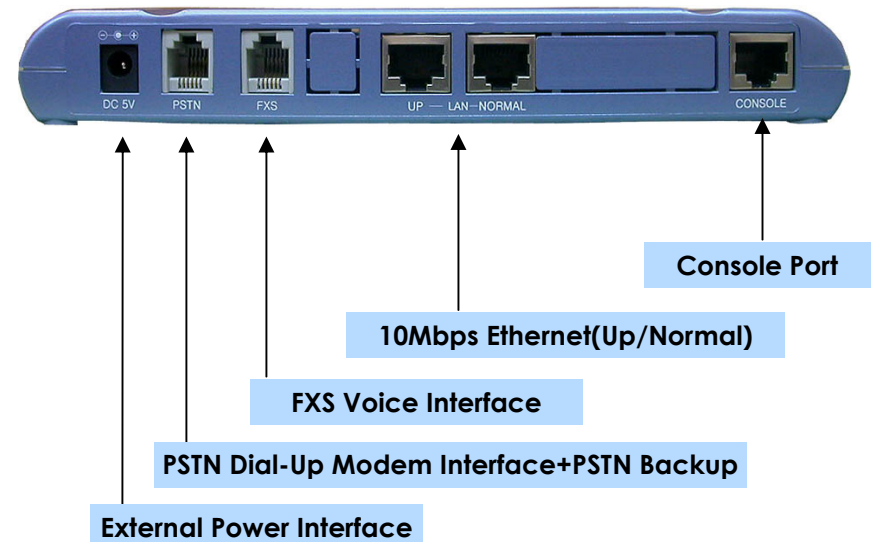 DC 5V
PSTN
FXS
UP — LAN—NORMAL
CONSOLE
Console Port
10Mbps Ethernet(Up/Normal)
FXS Voice Interface
PSTN Dial-Up Modem Interface+PSTN Backup
External Power Interface